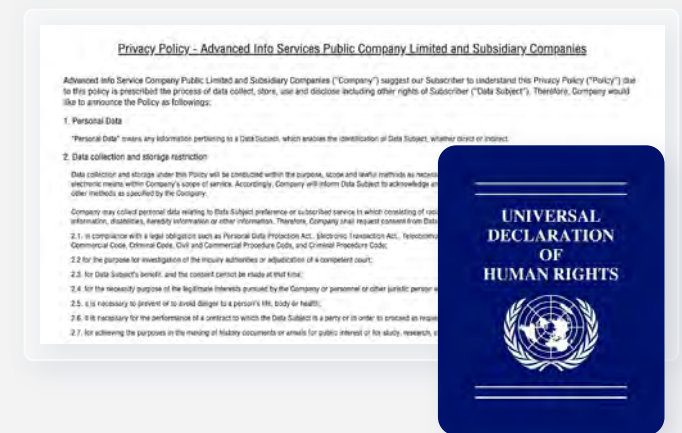 Privacy Policy - Advanced Info Services Public Company Limited and Subsidiary Companies
Advanced Info Service Company Public Limited and Subsidiary Companies ("Company") suggest our Subscriber to understand this Privacy Policy ("Policy") due
to this policy is prescribed the process of data collect, store, use and disclose including other rights of Subscriber ("Data Subject"). Therefore, Company would
like to announce the Policy as followings:
1. Personal Data
"Personal Data" means any information pertaining to a Data Subject, which enables the identification of Data Subject, whether direct or indirect.
2. Data collection and storage restriction
Data collection and storage under this Policy will be conducted within the purpose, scope and lawful methods as necess
electronic means within Company's scope of service. Accordingly, Company will inform Data Subject to acknowledge an
other methods as specified by the Company.
Company may collect personal data relating to Data Subject preference or subscribed service in which consisting of
information, disabilities, heredity information or other information. Therefore, Company shall request consent from Data
2.1. in compliance with a legal obligation such as Personal Data Protection Act., Electronic Transaction Act.,
Commercial Code, Criminal Code, Civil and Commercial Procedure Code, and Criminal Procedure Code;
2.2 for the purpose for investigation of the inquiry authorities or adjudication of a competent court;
2.3. for Data Subject's benefit, and the consent cannot be made at that time;
2.4. for the necessity purpose of the legitimate interests pursued by the Company or personnel or other juristic person
2.5. it is necessary to prevent or to avoid danger to a person's life, body or health;
2.6. it is necessary for the performance of a contract to which the Data Subject is a party or in order to proceed as
2.7. for achieving the purposes in the making of history documents or annals for public interest or for study, research,
UNIVERSAL
DECLARATION
OF
HUMAN RIGHTS